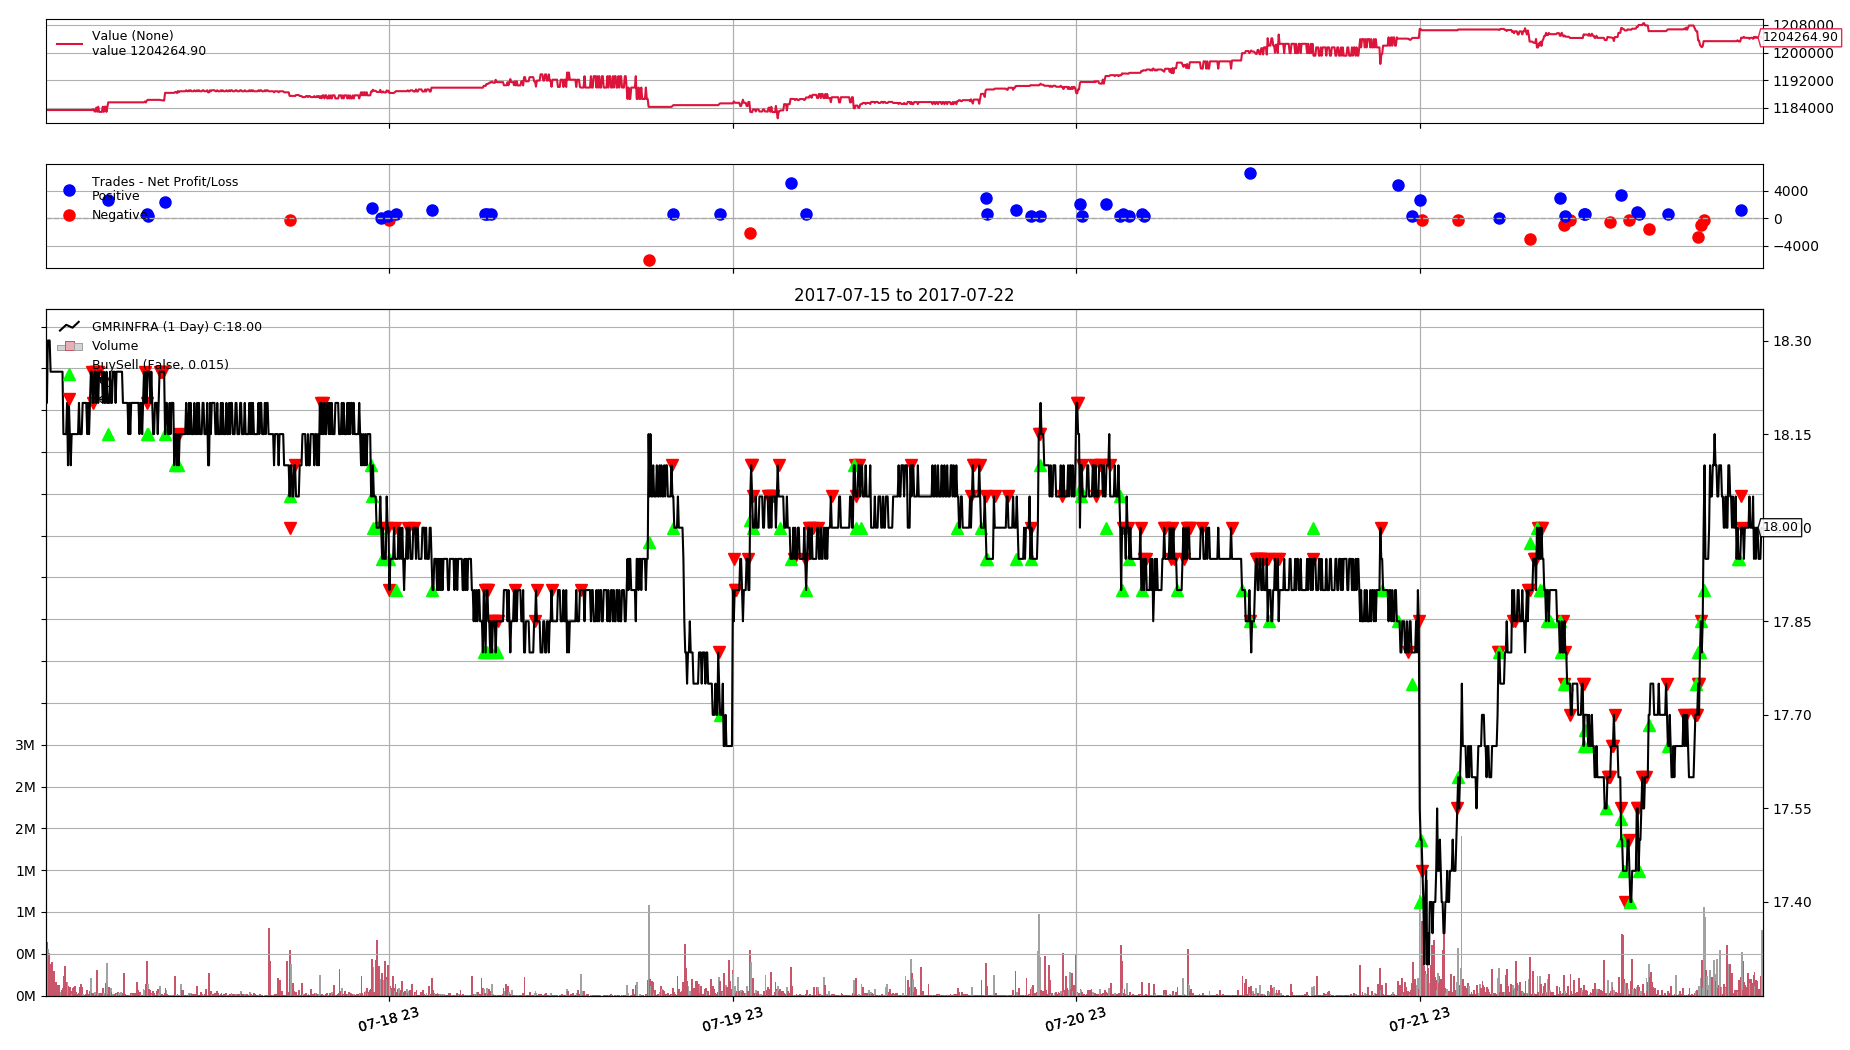 Value (None)
value 1204264.90
1208000
1204264.90
1200000
1192000
1184000
Trades - Net Profit/Loss
Positive
Negative
4000
0
−4000
2017-07-15 to 2017-07-22
GMRINFRA (1 Day) C:18.00
Volume
BuySell (False, 0.015)
18.30
18.15
18.00
17.85
17.70
17.55
17.40
3M
2M
2M
1M
1M
0M
0M
07-18 23
07-19 23
07-20 23
07-21 23